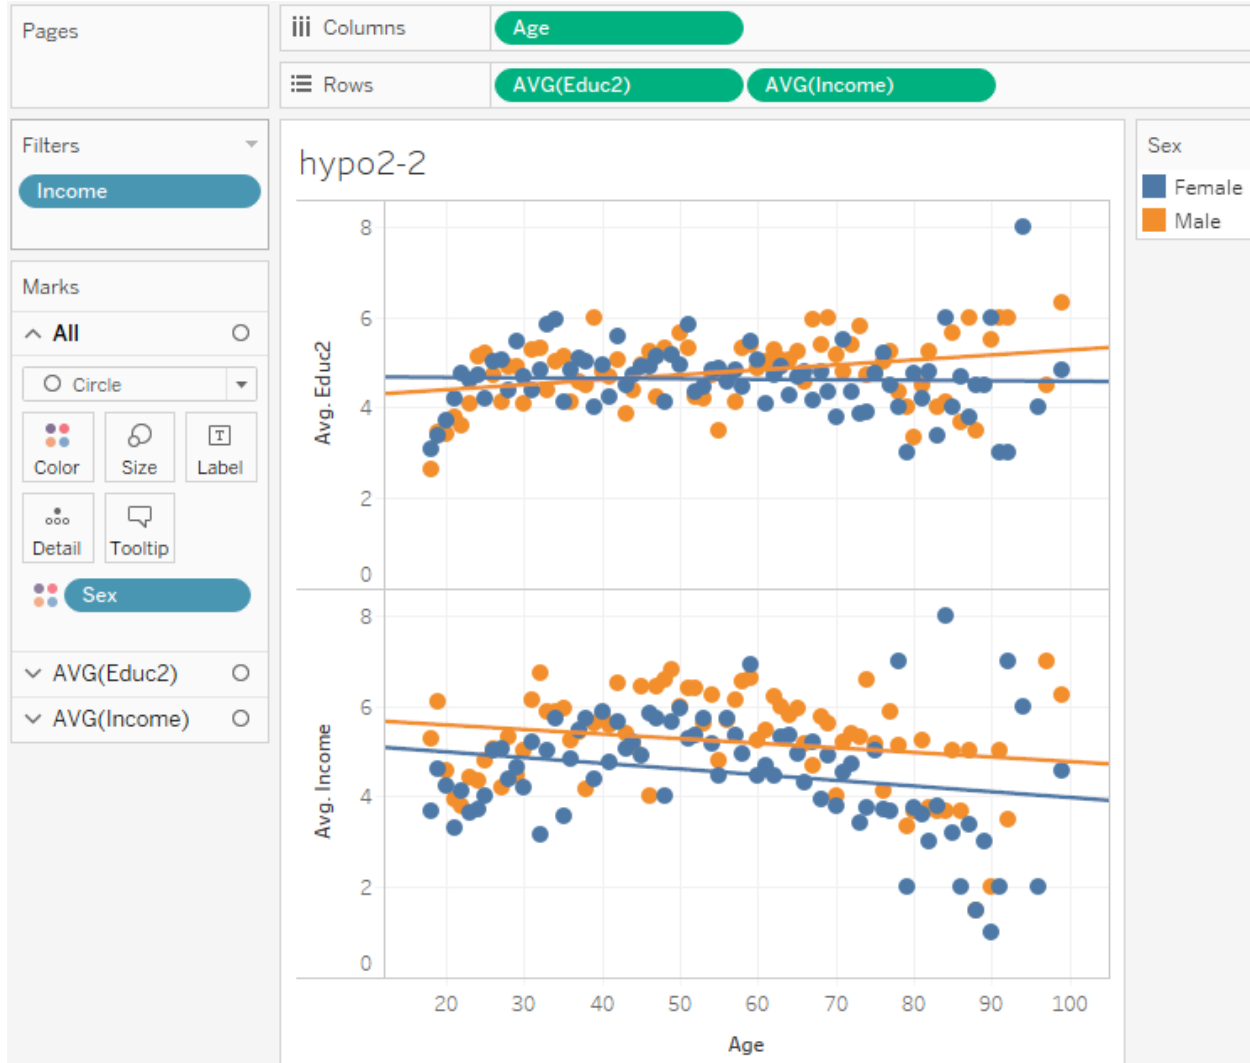 Pages
Columns
Age
Rows
AVG(Educ2)
AVG(Income)
Filters
Income
Marks
All
Circle
Color
Size
T
Label
Detail
Tooltip
Sex
AVG(Educ2)
AVG(Income)
hypo2-2
8
6
4
2
0
Avg. Educ2
8
6
4
2
0
Avg. Income
20 30 40 50 60 70 80 90 100
Age
Sex
Female
Male